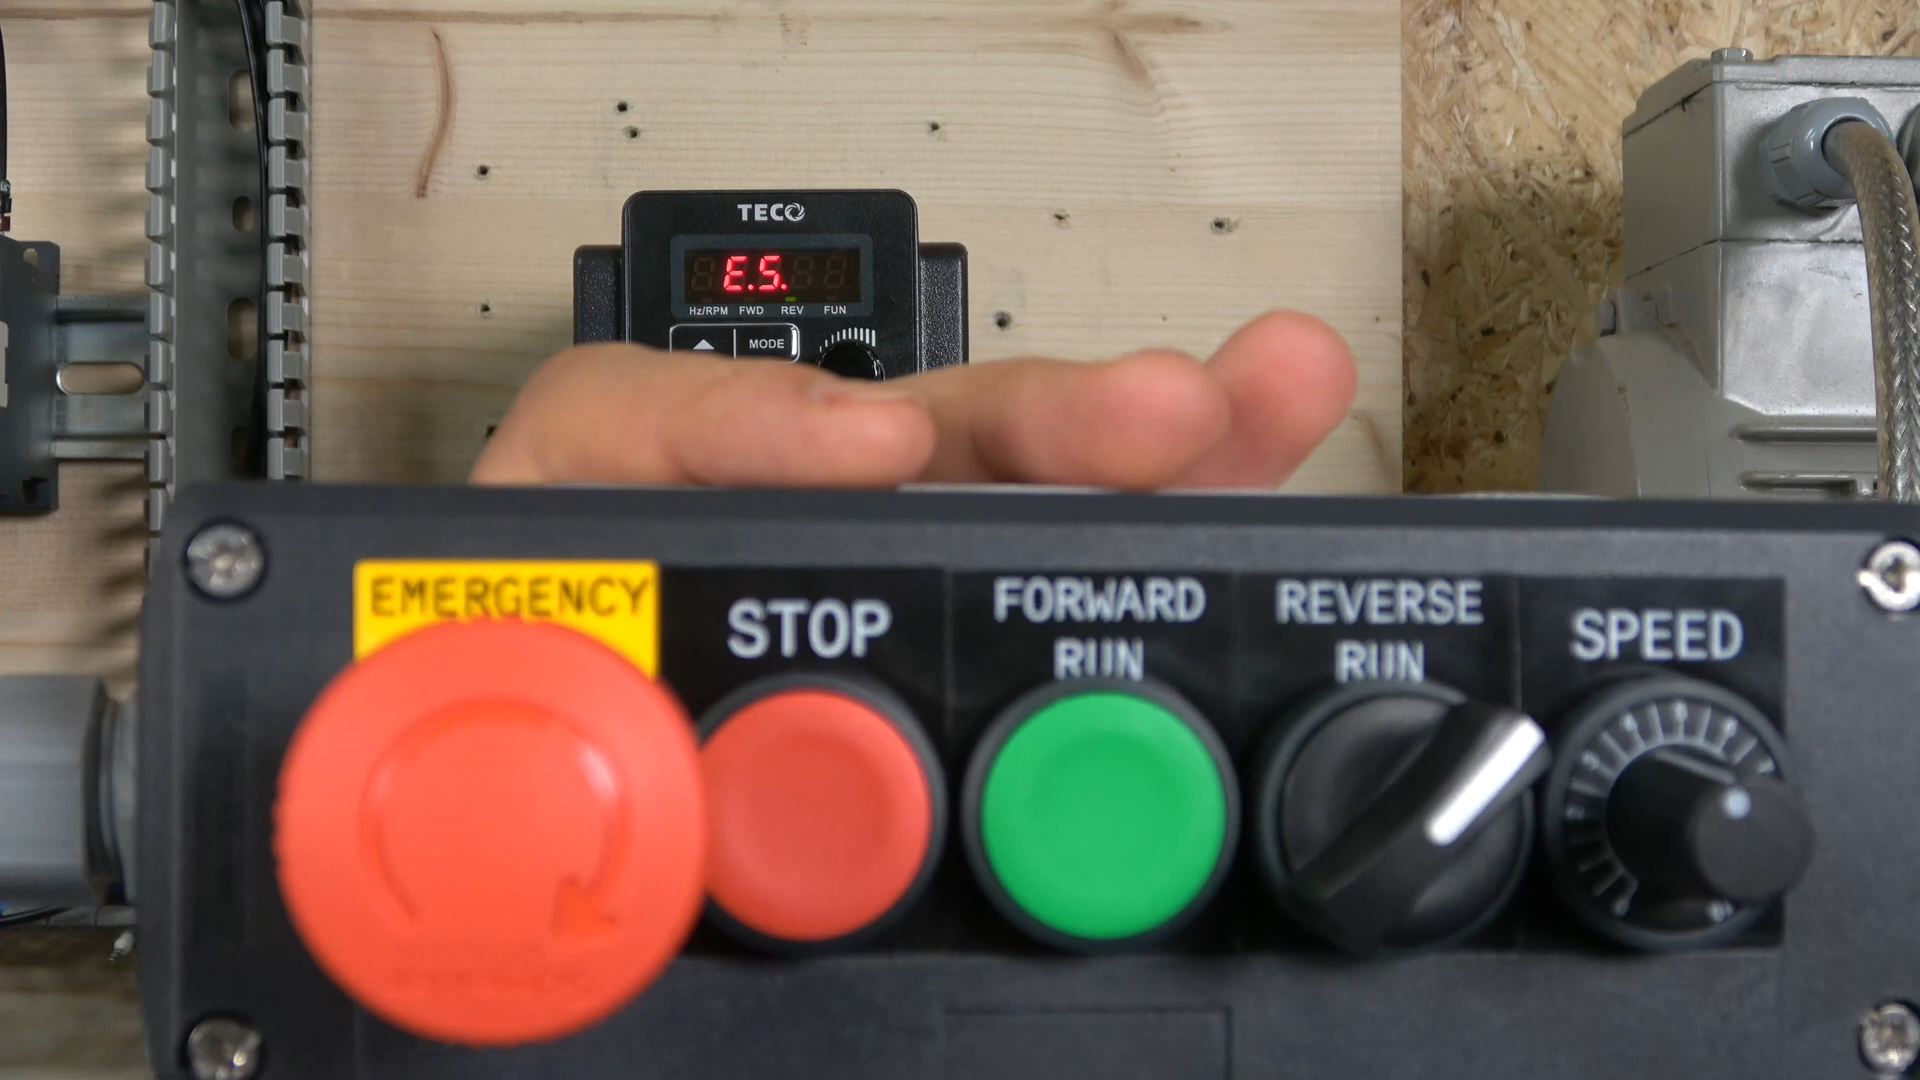 TECO
E.S.
Hz/RPM FWD REV FUN
MODE
EMERGENCY
STOP
FORWARD
RUN
REVERSE
RUN
SPEED